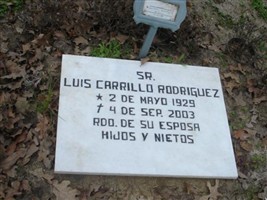 SR.
LUIS CARRILLO RODRIGUEZ
* 2 DE MAYO 1929
✝ 4 DE SEP. 2003
RDO. DE SU ESPOSA
HIJOS Y NIETOS